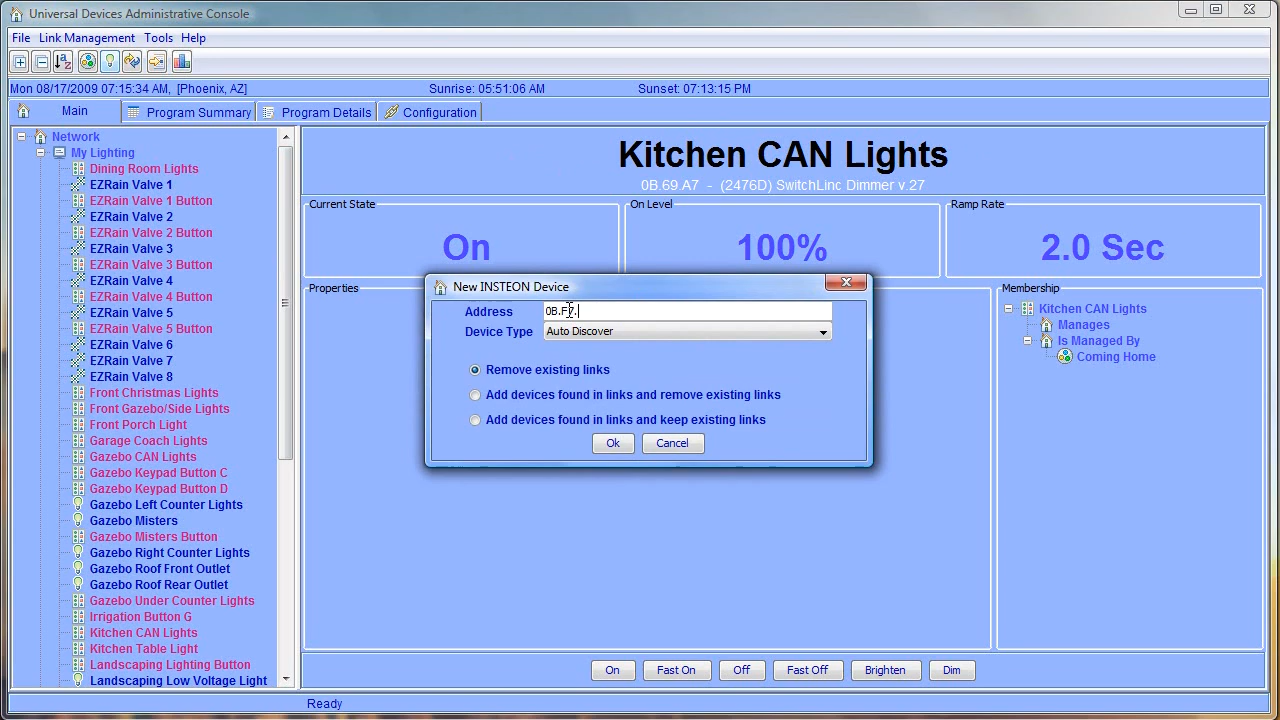 Universal Devices Administrative Console
File Link Management Tools Help
Mon 08/17/2009 07:15:34 AM, [Phoenix, AZ] Sunrise: 05:51:06 AM Sunset: 07:13:15 PM
Main Program Summary Program Details Configuration
Network
My Lighting
Dining Room Lights
EZRain Valve 1
EZRain Valve 1 Button
EZRain Valve 2
EZRain Valve 2 Button
EZRain Valve 3
EZRain Valve 3 Button
EZRain Valve 4
EZRain Valve 4 Button
EZRain Valve 5
EZRain Valve 5 Button
EZRain Valve 6
EZRain Valve 7
EZRain Valve 8
Front Christmas Lights
Front Gazebo/Side Lights
Front Porch Light
Garage Coach Lights
Gazebo CAN Lights
Gazebo Keypad Button C
Gazebo Keypad Button D
Gazebo Left Counter Lights
Gazebo Misters
Gazebo Misters Button
Gazebo Right Counter Lights
Gazebo Roof Front Outlet
Gazebo Roof Rear Outlet
Gazebo Under Counter Lights
Irrigation Button G
Kitchen CAN Lights
Kitchen Table Light
Landscaping Lighting Button
Landscaping Low Voltage Light
Kitchen CAN Lights
0B.69.A7 - (2476D) SwitchLinc Dimmer v.27
Current State On Level Ramp Rate
On 100% 2.0 Sec
Properties
New INSTEON Device
Address 0B.F7.
Device Type Auto Discover
Remove existing links
Add devices found in links and remove existing links
Add devices found in links and keep existing links
Ok Cancel
Membership
Kitchen CAN Lights
Manages
Is Managed By
Coming Home
On Fast On Off Fast Off Brighten Dim
Ready